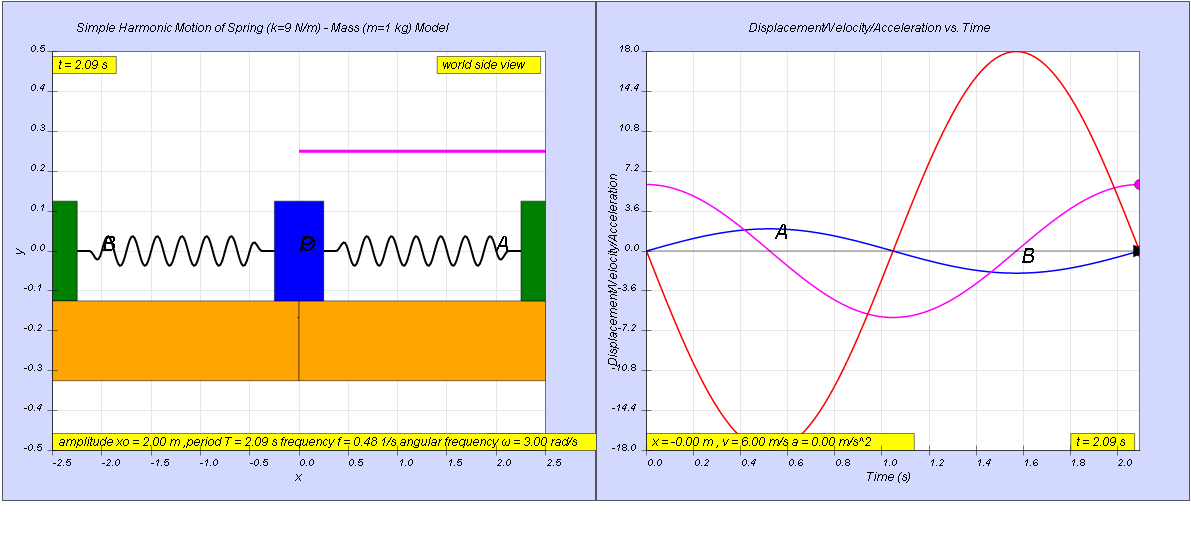 Simple Harmonic Motion of Spring (k=9 N/m) - Mass (m=1 kg) Model
t = 2.09 s
world side view
0.5
0.4
0.3
0.2
0.1
0.0
-0.1
-0.2
-0.3
-0.4
-0.5
y
B
A
amplitude xo = 2.00 m ,period T = 2.09 s frequency f = 0.48 1/s angular frequency ω = 3.00 rad/s
-2.5 -2.0 -1.5 -1.0 -0.5 0.0 0.5 1.0 1.5 2.0 2.5
x
Displacement/Velocity/Acceleration vs. Time
18.0
14.4
10.8
7.2
3.6
0.0
-3.6
-7.2
-10.8
-14.4
-18.0
Displacement/Velocity/Acceleration
A
B
x = -0.00 m , v = 6.00 m/s a = 0.00 m/s^2
t = 2.09 s
0.0 0.2 0.4 0.6 0.8 1.0 1.2 1.4 1.6 1.8 2.0
Time (s)